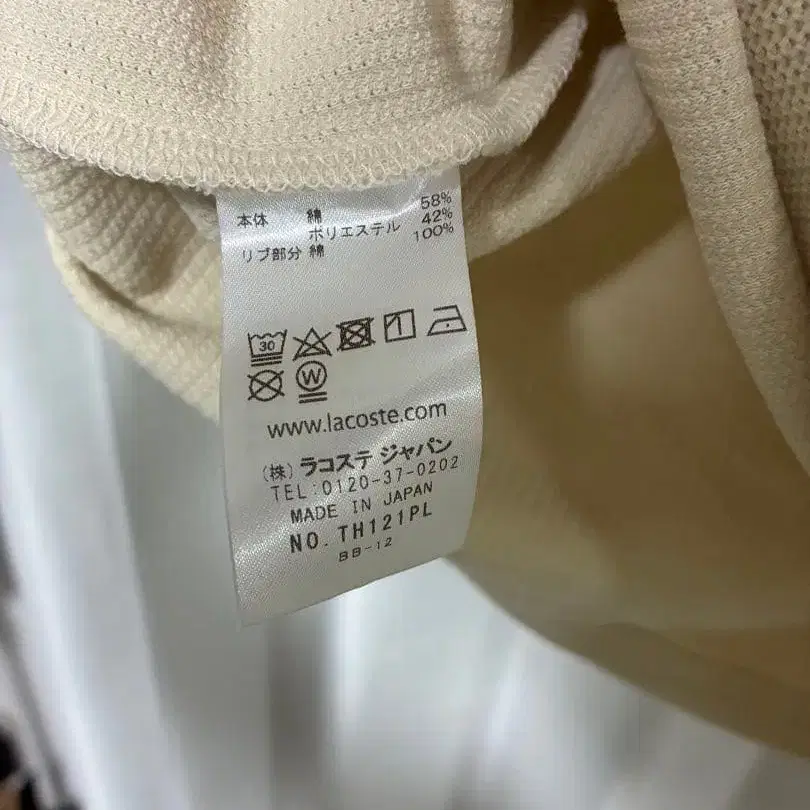 本体 綿 58%
ポリエステル 42%
リブ部分 綿 100%
30
W
www.lacoste.com
(株) ラコステ ジャパン
TEL:0120-37-0202
MADE IN JAPAN
NO. TH121PL
BB-12